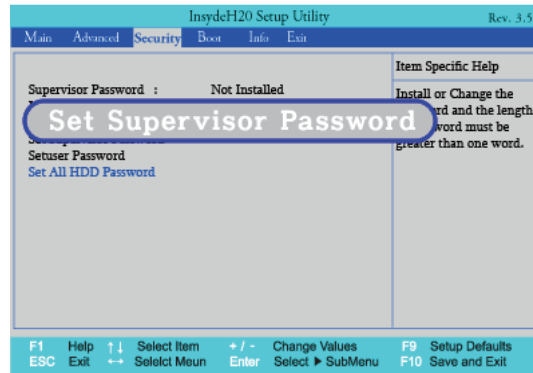 InsydeH20 Setup Utility Rev. 3.5
Main Advanced Security Boot Info Exit
Item Specific Help
Supervisor Password : Not Installed
Install or Change the
and the length
Set Supervisor Password
must be
greater than one word.
Setuser Password
Set All HDD Password
F1 Help ↑↓ Select Item +/- Change Values F9 Setup Defaults
ESC Exit ↔ Selelct Meun Enter Select ▶ SubMenu F10 Save and Exit